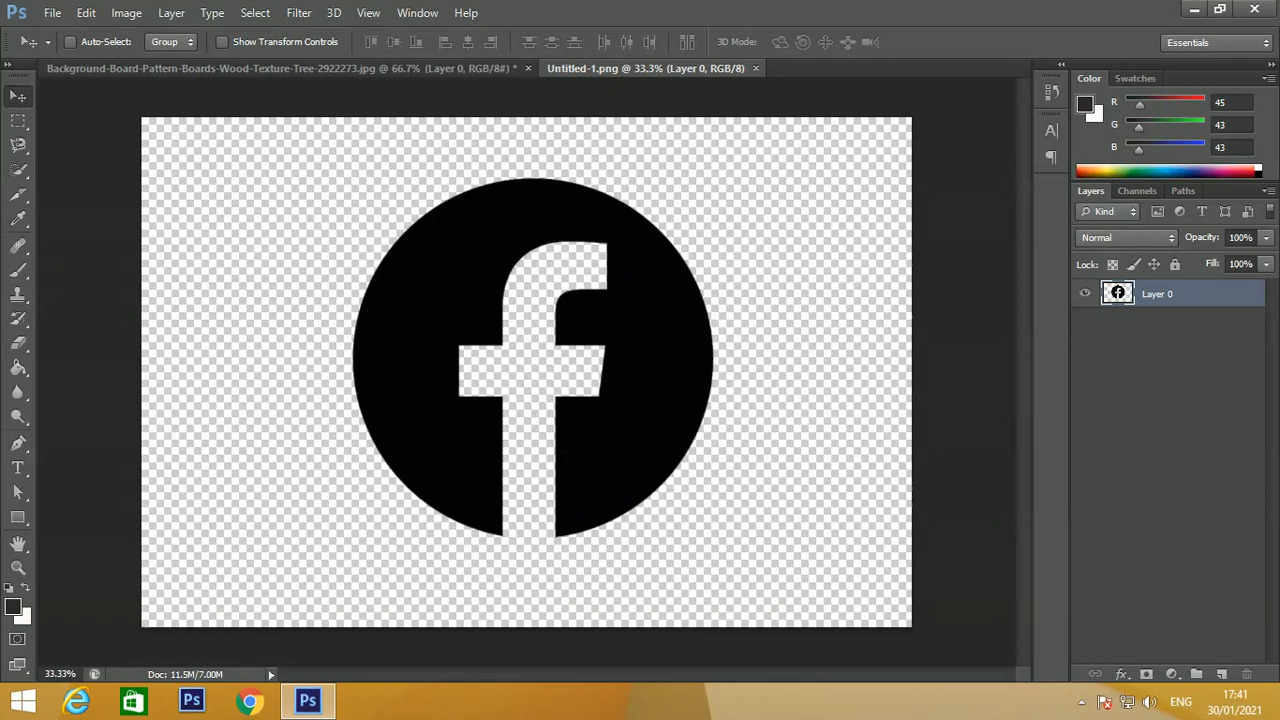 Ps File Edit Image Layer Type Select Filter 3D View Window Help
Auto-Select: Group Show Transform Controls 3D Mode: Essentials
Background-Board-Pattern-Boards-Wood-Texture-Tree-2922273.jpg @ 66.7% (Layer 0, RGB/8#) * × Untitled-1.png @ 33.3% (Layer 0, RGB/8) ×
Color Swatches
R 45
G 43
B 43
Layers Channels Paths
Kind
Normal Opacity: 100%
Lock: Fill: 100%
Layer 0
33.33% Doc: 11.5M/7.00M
Ps Ps ENG 17:41
30/01/2021